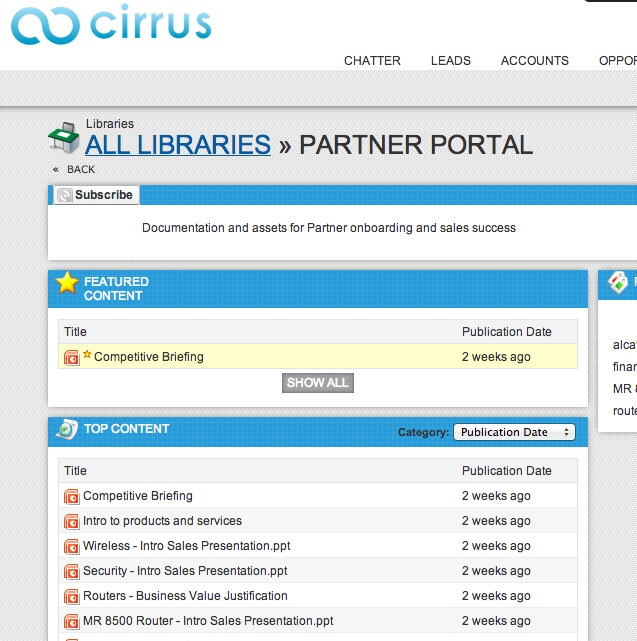 cirrus
CHATTER LEADS ACCOUNTS OPPOR
Libraries
ALL LIBRARIES » PARTNER PORTAL
« BACK
Subscribe
Documentation and assets for Partner onboarding and sales success
FEATURED
CONTENT
Title Publication Date
Competitive Briefing 2 weeks ago
SHOW ALL
alca
finar
MR 8
route
TOP CONTENT Category: Publication Date
Title Publication Date
Competitive Briefing 2 weeks ago
Intro to products and services 2 weeks ago
Wireless - Intro Sales Presentation.ppt 2 weeks ago
Security - Intro Sales Presentation.ppt 2 weeks ago
Routers - Business Value Justification 2 weeks ago
MR 8500 Router - Intro Sales Presentation.ppt 2 weeks ago